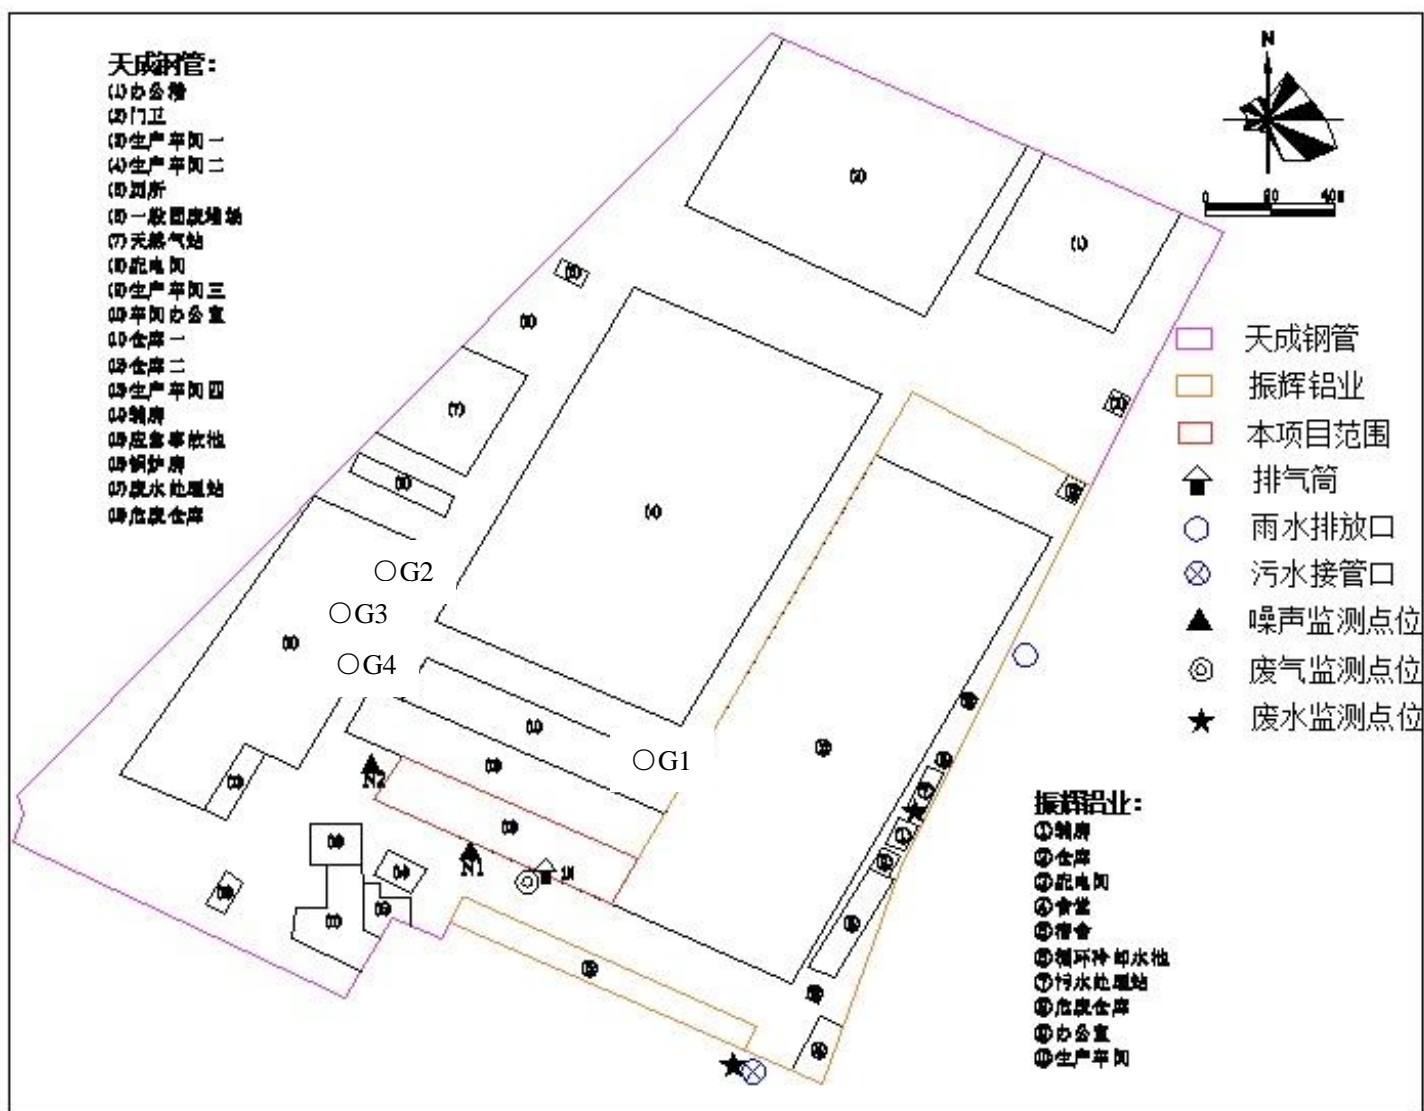 天成钢管：
(1)办公楼
(2)门卫
(3)生产车间一
(4)生产车间二
(5)厕所
(6)一般固废堆场
(7)天然气站
(8)配电间
(9)生产车间三
(10)车间办公室
(11)仓库一
(12)仓库二
(13)生产车间四
(14)辅房
(15)应急事故池
(16)锅炉房
(17)废水处理站
(18)危废仓库
N
0
40m
天成钢管
振辉铝业
本项目范围
排气筒
雨水排放口
污水接管口
噪声监测点位
废气监测点位
废水监测点位
(1)
(7)
(4)
○G2
○G3
○G4
○G1
N2
N1
振辉铝业：
①辅房
②仓库
③配电间
④食堂
⑤宿舍
⑥循环冷却水池
⑦污水处理站
⑧危废仓库
⑨办公室
⑩生产车间